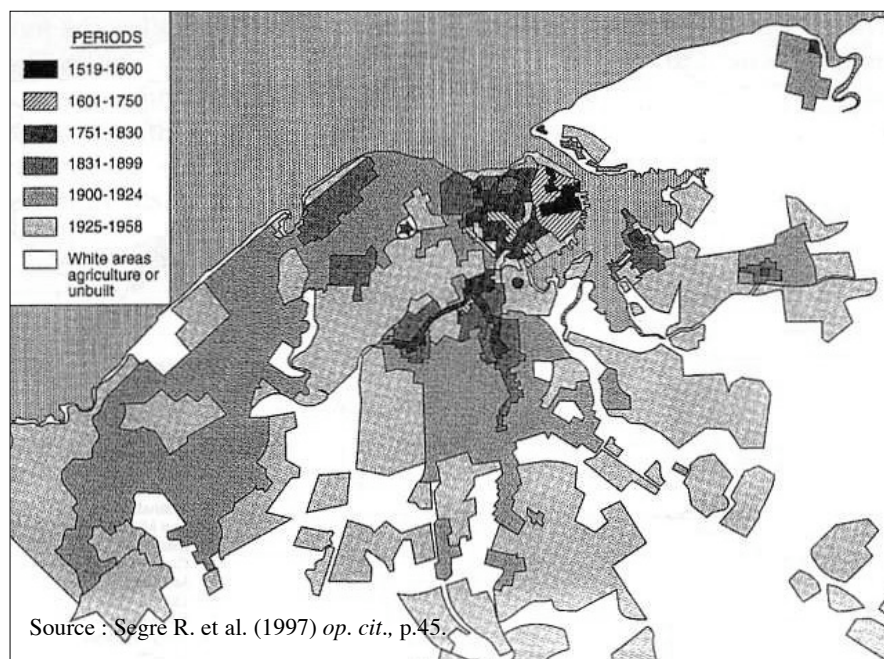 PERIODS
1519-1600
1601-1750
1751-1830
1831-1899
1900-1924
1925-1958
White areas
agriculture or
unbuilt
Source : Segre R. et al. (1997) op. cit., p.45.